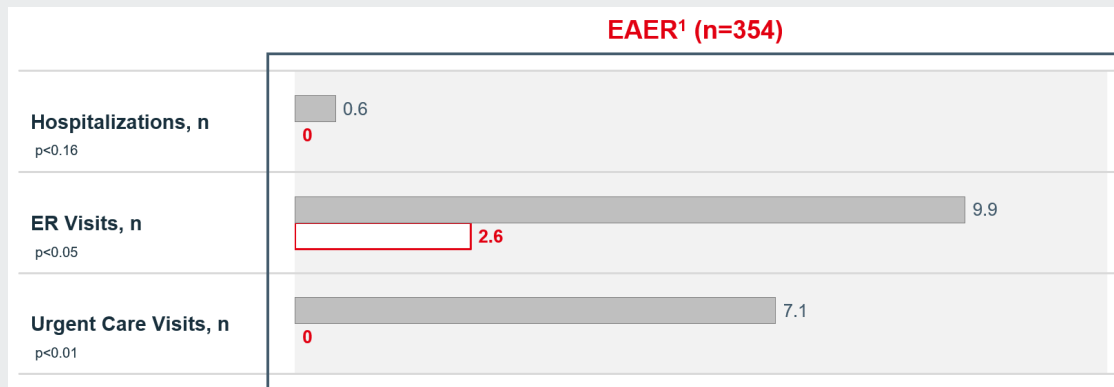 EAER¹ (n=354)
Hospitalizations, n
p<0.16
0.6
0
ER Visits, n
p<0.05
9.9
2.6
Urgent Care Visits, n
p<0.01
7.1
0